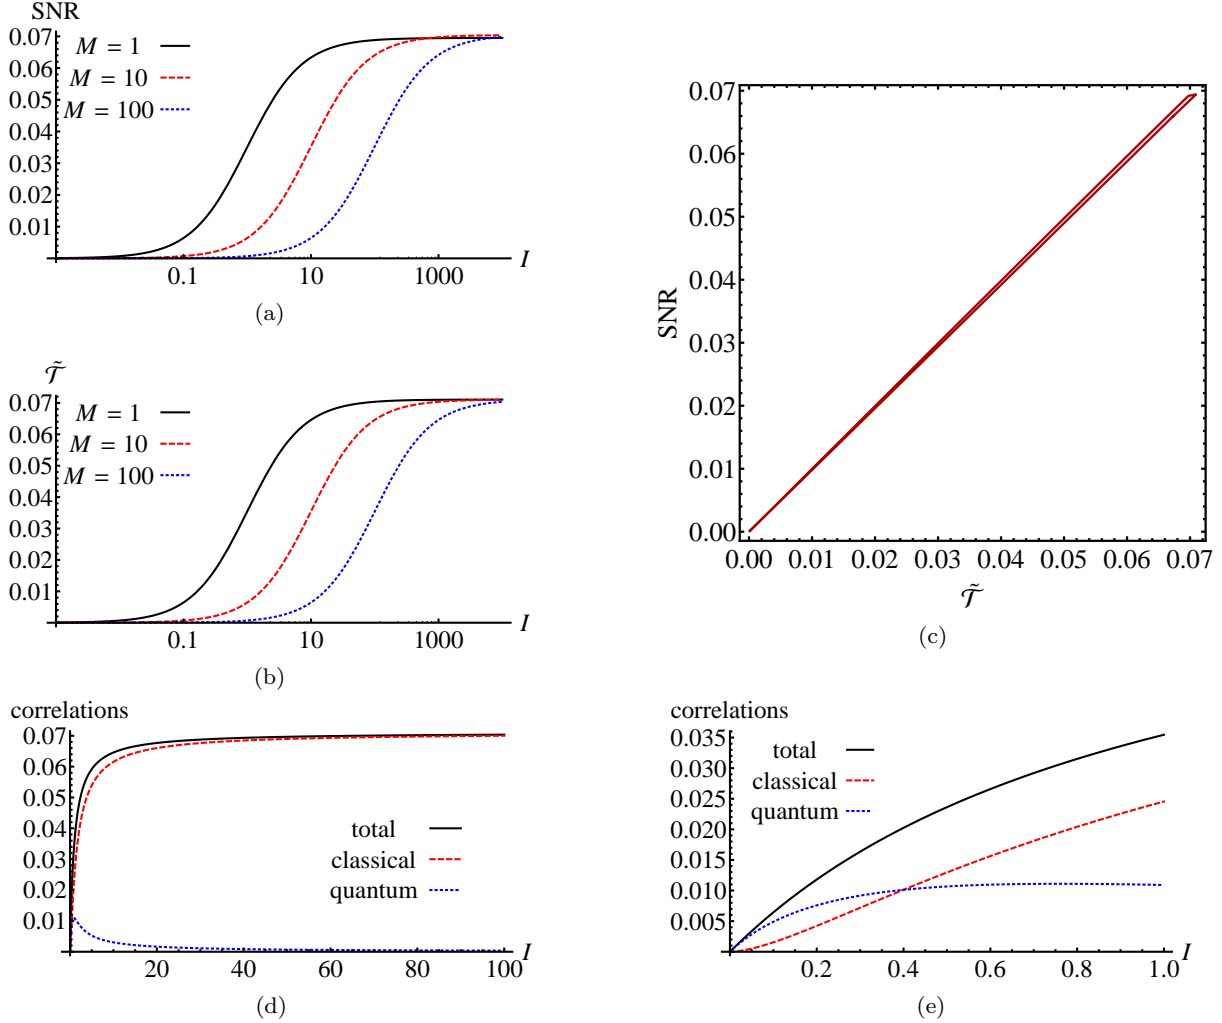 SNR
0.07
0.06
0.05
0.04
0.03
0.02
0.01
M = 1
M = 10
M = 100
0.1 10 1000 I
(a)
𝒯̃
0.07
0.06
0.05
0.04
0.03
0.02
0.01
M = 1
M = 10
M = 100
0.1 10 1000 I
(b)
SNR
0.07
0.06
0.05
0.04
0.03
0.02
0.01
0.00
0.00 0.01 0.02 0.03 0.04 0.05 0.06 0.07
𝒯̃
(c)
correlations
0.07
0.06
0.05
0.04
0.03
0.02
0.01
total
classical
quantum
20 40 60 80 100 I
(d)
correlations
0.035
0.030
0.025
0.020
0.015
0.010
0.005
total
classical
quantum
0.2 0.4 0.6 0.8 1.0 I
(e)